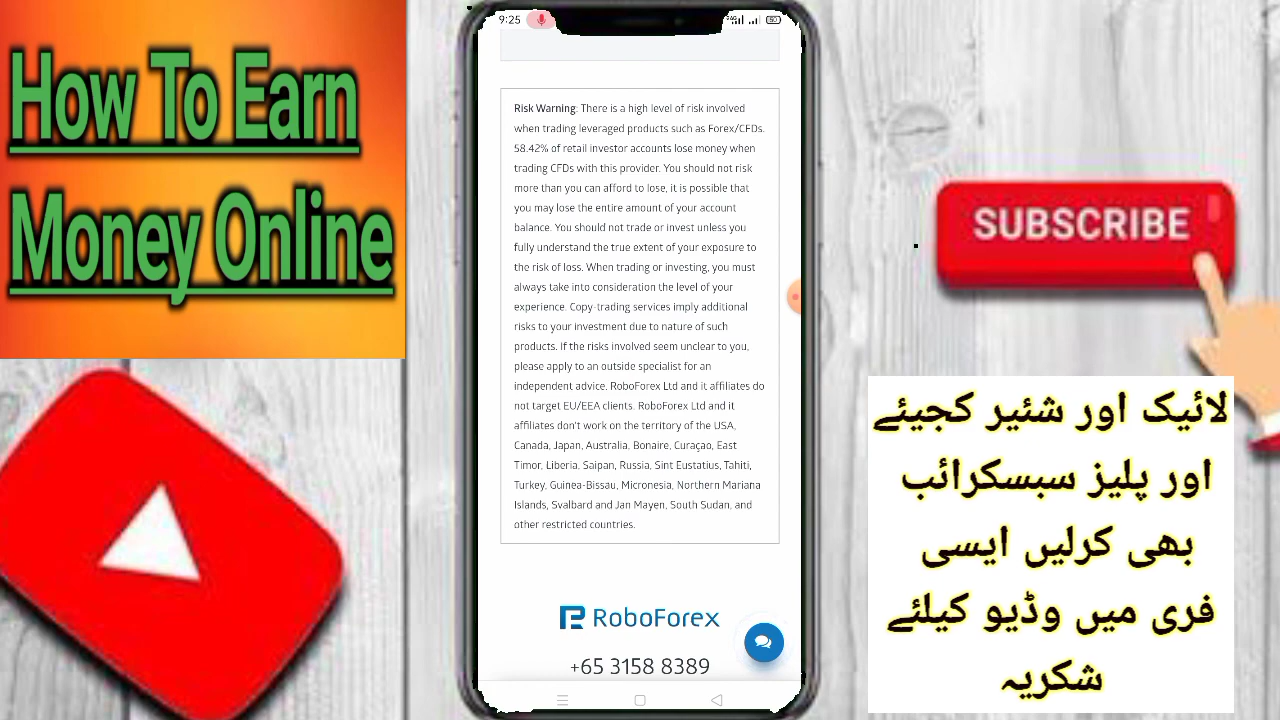 How To Earn
Money Online
9:25
Risk Warning: There is a high level of risk involved
when trading leveraged products such as Forex/CFDs.
58.42% of retail investor accounts lose money when
trading CFDs with this provider. You should not risk
more than you can afford to lose, it is possible that
you may lose the entire amount of your account
balance. You should not trade or invest unless you
fully understand the true extent of your exposure to
the risk of loss. When trading or investing, you must
always take into consideration the level of your
experience. Copy-trading services imply additional
risks to your investment due to nature of such
products. If the risks involved seem unclear to you,
please apply to an outside specialist for an
independent advice. RoboForex Ltd and it affiliates do
not target EU/EEA clients. RoboForex Ltd and it
affiliates don't work on the territory of the USA,
Canada, Japan, Australia, Bonaire, Curaçao, East
Timor, Liberia, Saipan, Russia, Sint Eustatius, Tahiti,
Turkey, Guinea-Bissau, Micronesia, Northern Mariana
Islands, Svalbard and Jan Mayen, South Sudan, and
other restricted countries.
RoboForex
+65 3158 8389
SUBSCRIBE
لائیک اور شئیر کجیئے
اور پلیز سبسکرائب
بھی کرلیں ایسی
فری میں وڈیو کیلئے
شکریہ